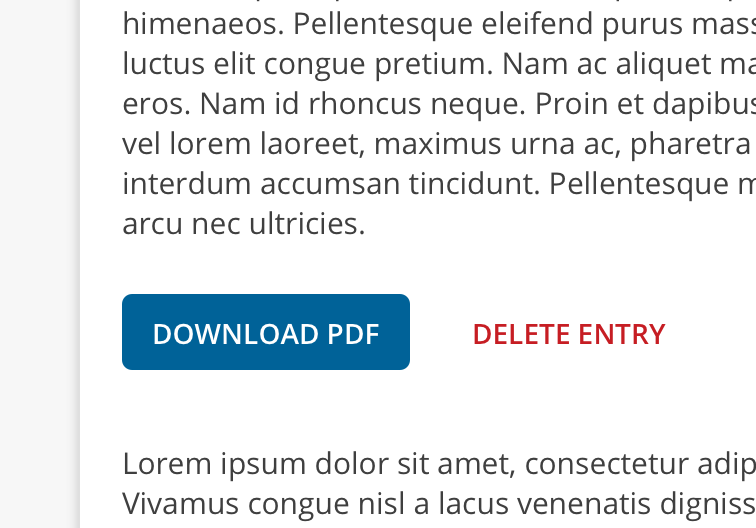 himenaeos. Pellentesque eleifend purus mass
luctus elit congue pretium. Nam ac aliquet ma
eros. Nam id rhoncus neque. Proin et dapibus
vel lorem laoreet, maximus urna ac, pharetra
interdum accumsan tincidunt. Pellentesque m
arcu nec ultricies.
DOWNLOAD PDF DELETE ENTRY
Lorem ipsum dolor sit amet, consectetur adip
Vivamus congue nisl a lacus venenatis digniss